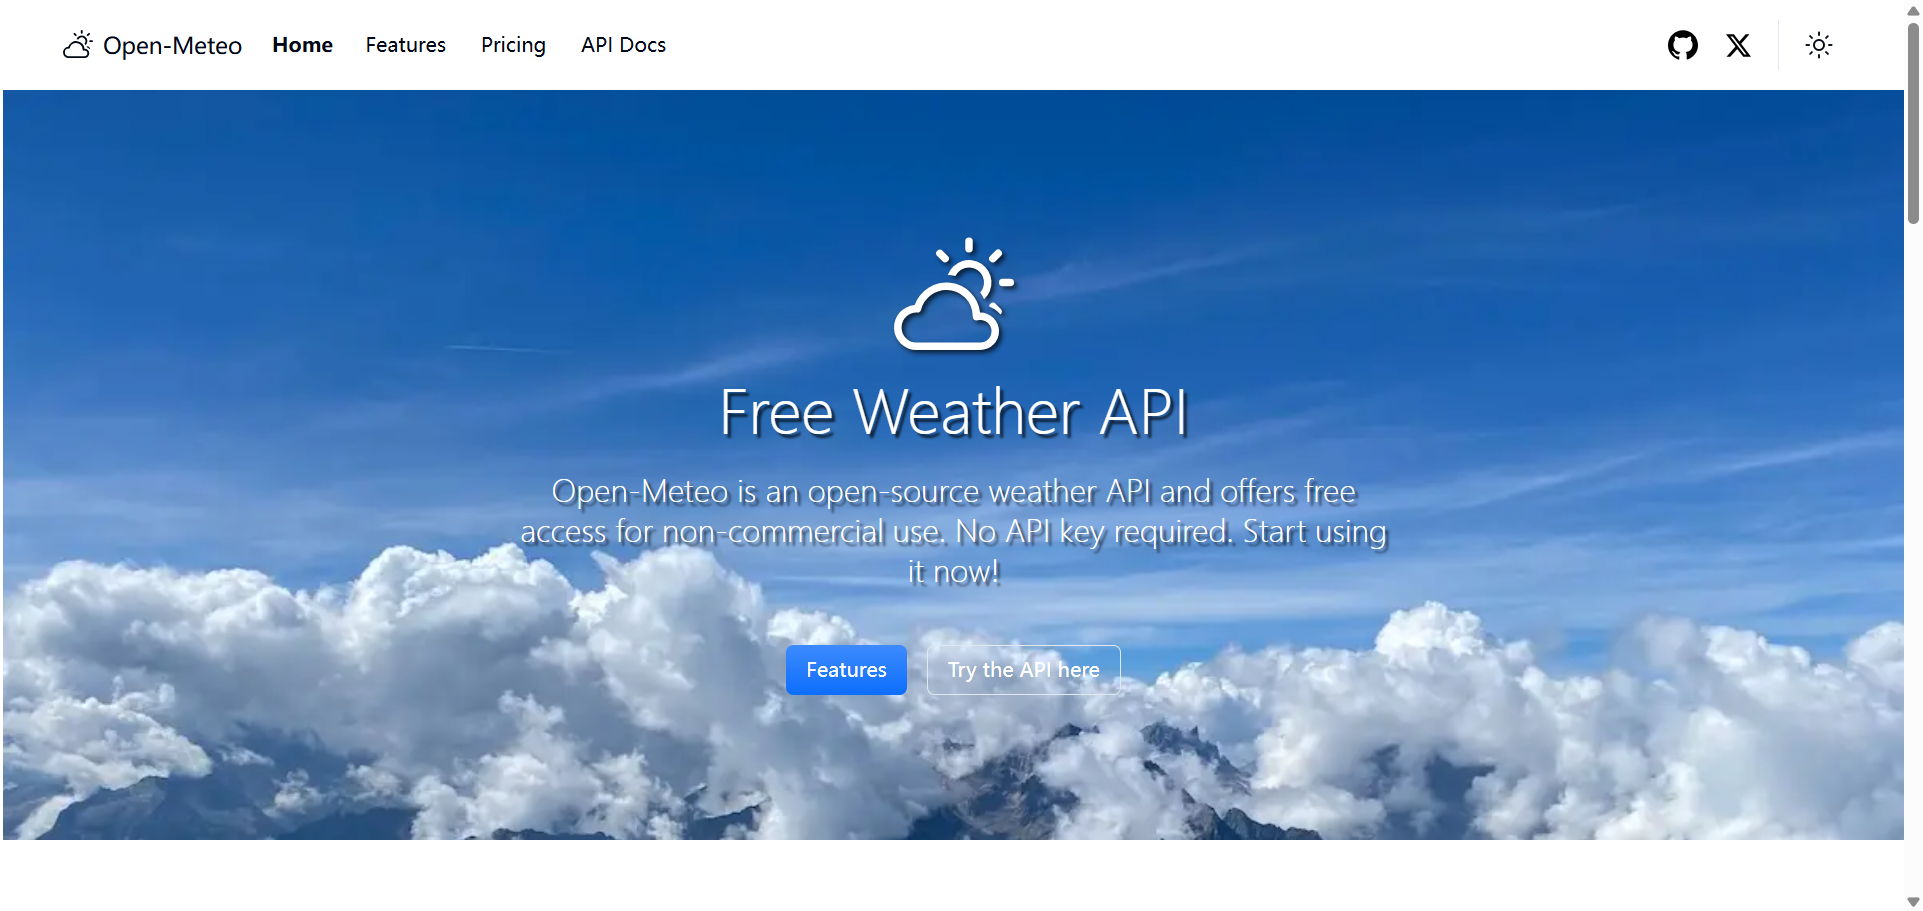 Open-Meteo Home Features Pricing API Docs
Free Weather API
Open-Meteo is an open-source weather API and offers free
access for non-commercial use. No API key required. Start using
it now!
Features Try the API here